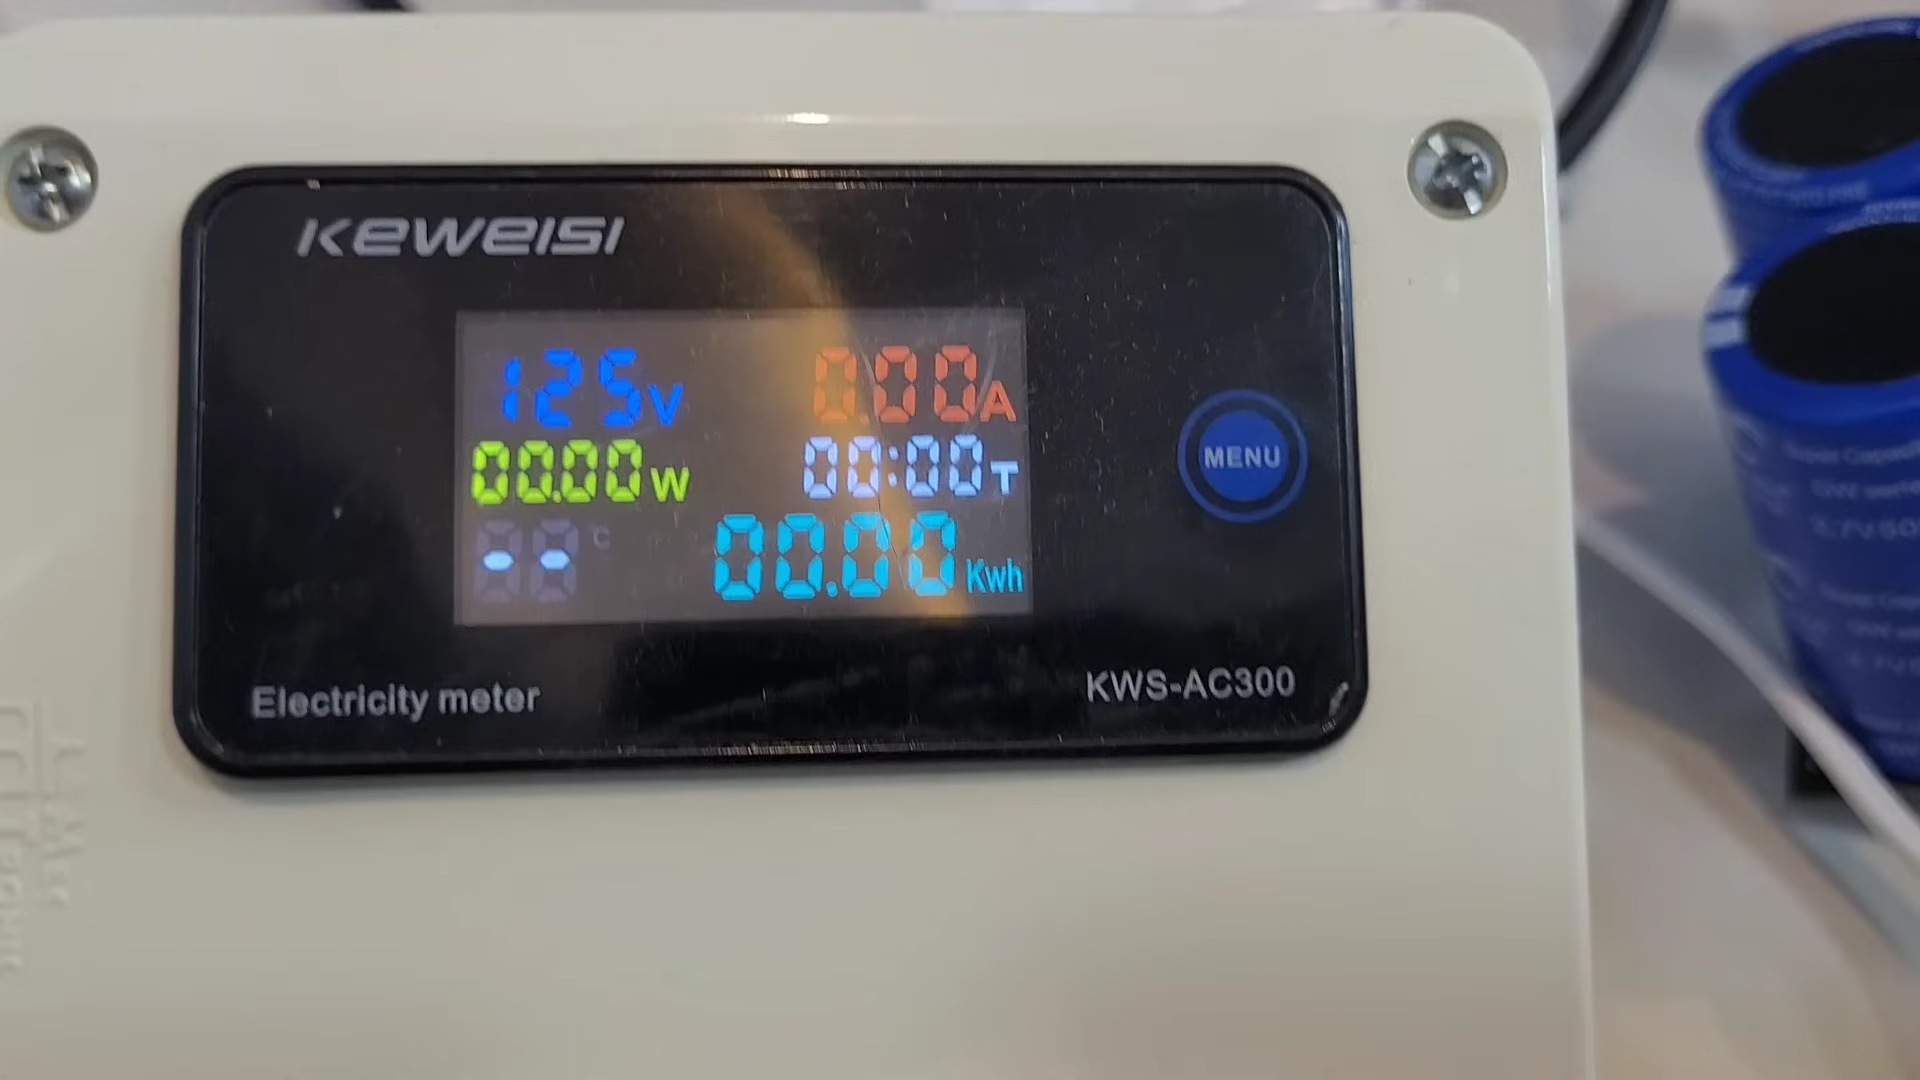 KEWEISI
125V 0.00A
00.00W 00:00T
-- °C 00.00Kwh
MENU
Electricity meter
KWS-AC300